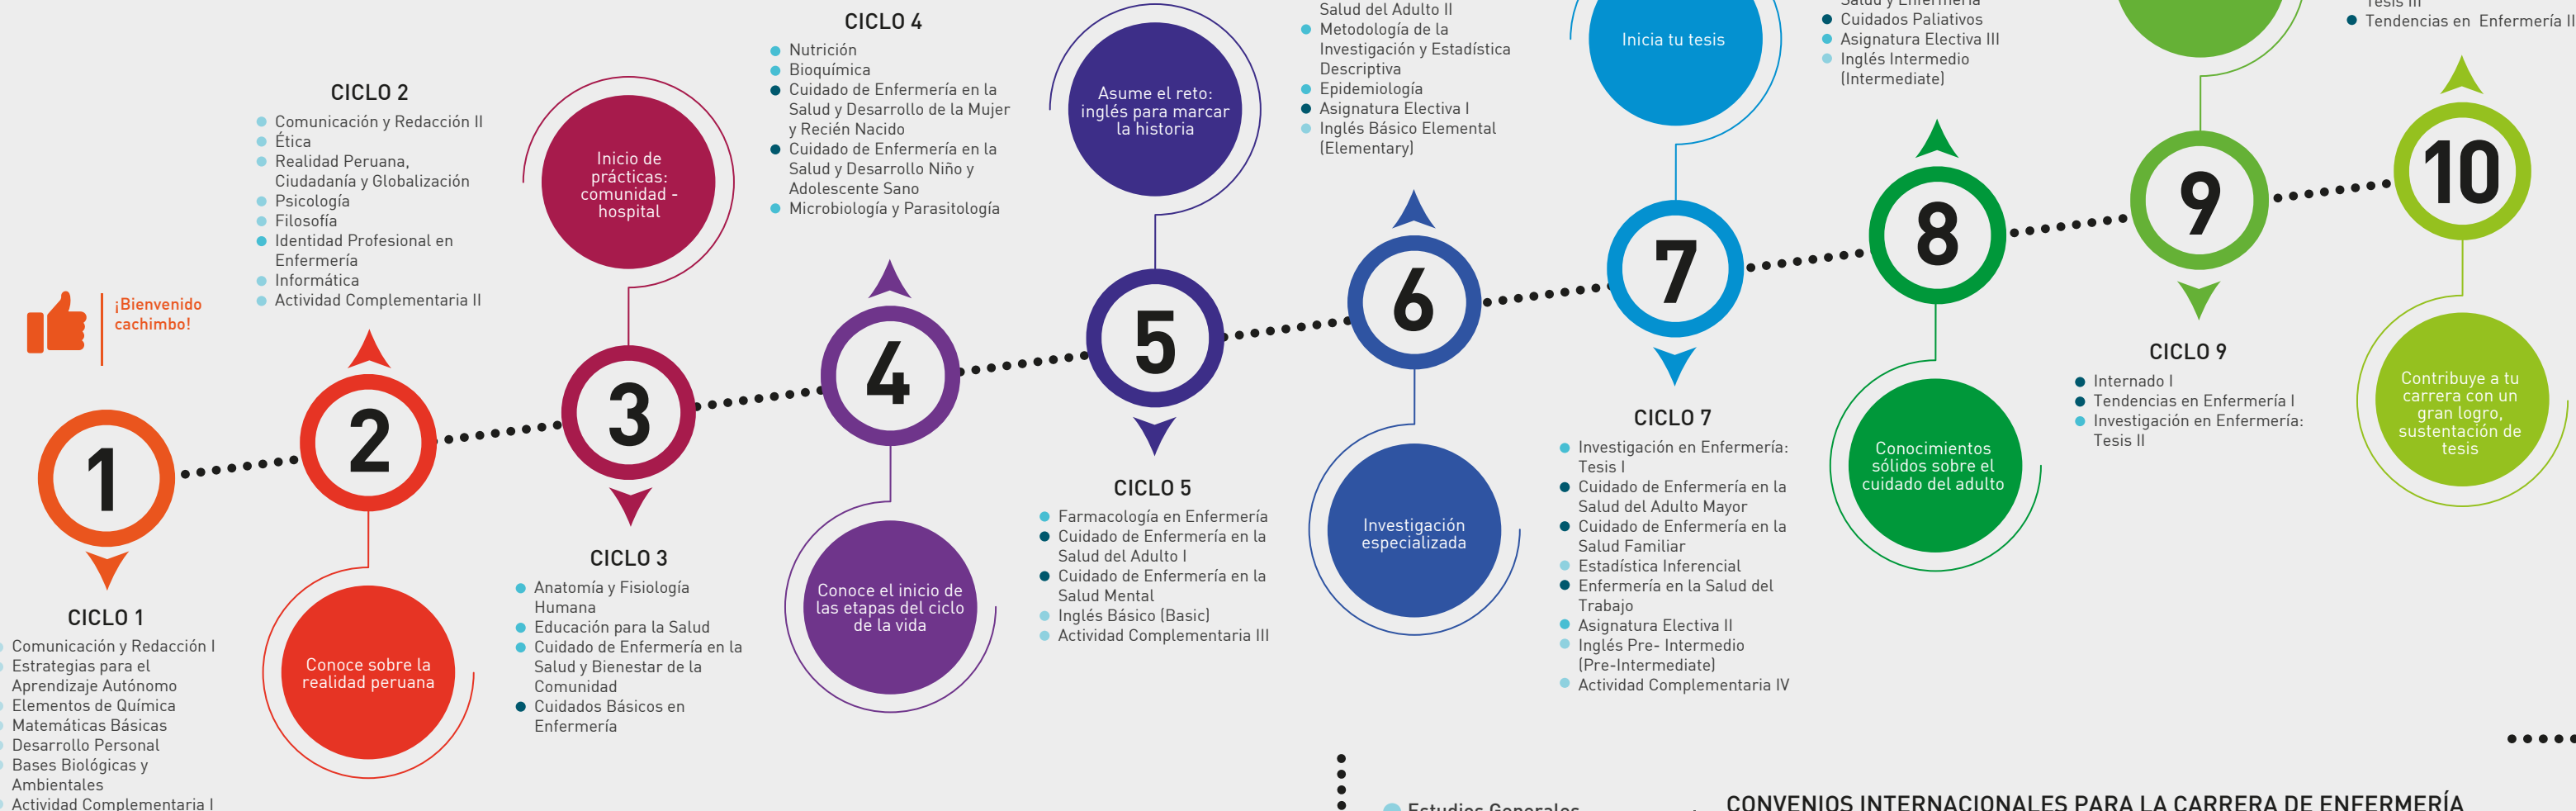 ¡Bienvenido
cachimbo!
1
CICLO 1
Comunicación y Redacción I
Estrategias para el
Aprendizaje Autónomo
Elementos de Química
Matemáticas Básicas
Desarrollo Personal
Bases Biológicas y
Ambientales
Actividad Complementaria I
CICLO 2
Comunicación y Redacción II
Ética
Realidad Peruana,
Ciudadanía y Globalización
Psicología
Filosofía
Identidad Profesional en
Enfermería
Informática
Actividad Complementaria II
2
Conoce sobre la
realidad peruana
Inicio de
prácticas:
comunidad -
hospital
3
CICLO 3
Anatomía y Fisiología
Humana
Educación para la Salud
Cuidado de Enfermería en la
Salud y Bienestar de la
Comunidad
Cuidados Básicos en
Enfermería
CICLO 4
Nutrición
Bioquímica
Cuidado de Enfermería en la
Salud y Desarrollo de la Mujer
y Recién Nacido
Cuidado de Enfermería en la
Salud y Desarrollo Niño y
Adolescente Sano
Microbiología y Parasitología
4
Conoce el inicio de
las etapas del ciclo
de la vida
Asume el reto:
inglés para marcar
la historia
5
CICLO 5
Farmacología en Enfermería
Cuidado de Enfermería en la
Salud del Adulto I
Cuidado de Enfermería en la
Salud Mental
Inglés Básico (Basic)
Actividad Complementaria III
Salud del Adulto II
Metodología de la
Investigación y Estadística
Descriptiva
Epidemiología
Asignatura Electiva I
Inglés Básico Elemental
(Elementary)
6
Investigación
especializada
Inicia tu tesis
7
CICLO 7
Investigación en Enfermería:
Tesis I
Cuidado de Enfermería en la
Salud del Adulto Mayor
Cuidado de Enfermería en la
Salud Familiar
Estadística Inferencial
Enfermería en la Salud del
Trabajo
Asignatura Electiva II
Inglés Pre- Intermedio
(Pre-Intermediate)
Actividad Complementaria IV
Salud y Enfermería
Cuidados Paliativos
Asignatura Electiva III
Inglés Intermedio
(Intermediate)
8
Conocimientos
sólidos sobre el
cuidado del adulto
9
CICLO 9
Internado I
Tendencias en Enfermería I
Investigación en Enfermería:
Tesis II
Tesis III
Tendencias en Enfermería II
10
Contribuye a tu
carrera con un
gran logro,
sustentación de
tesis
Estudios Generales
CONVENIOS INTERNACIONALES PARA LA CARRERA DE ENFERMERÍA